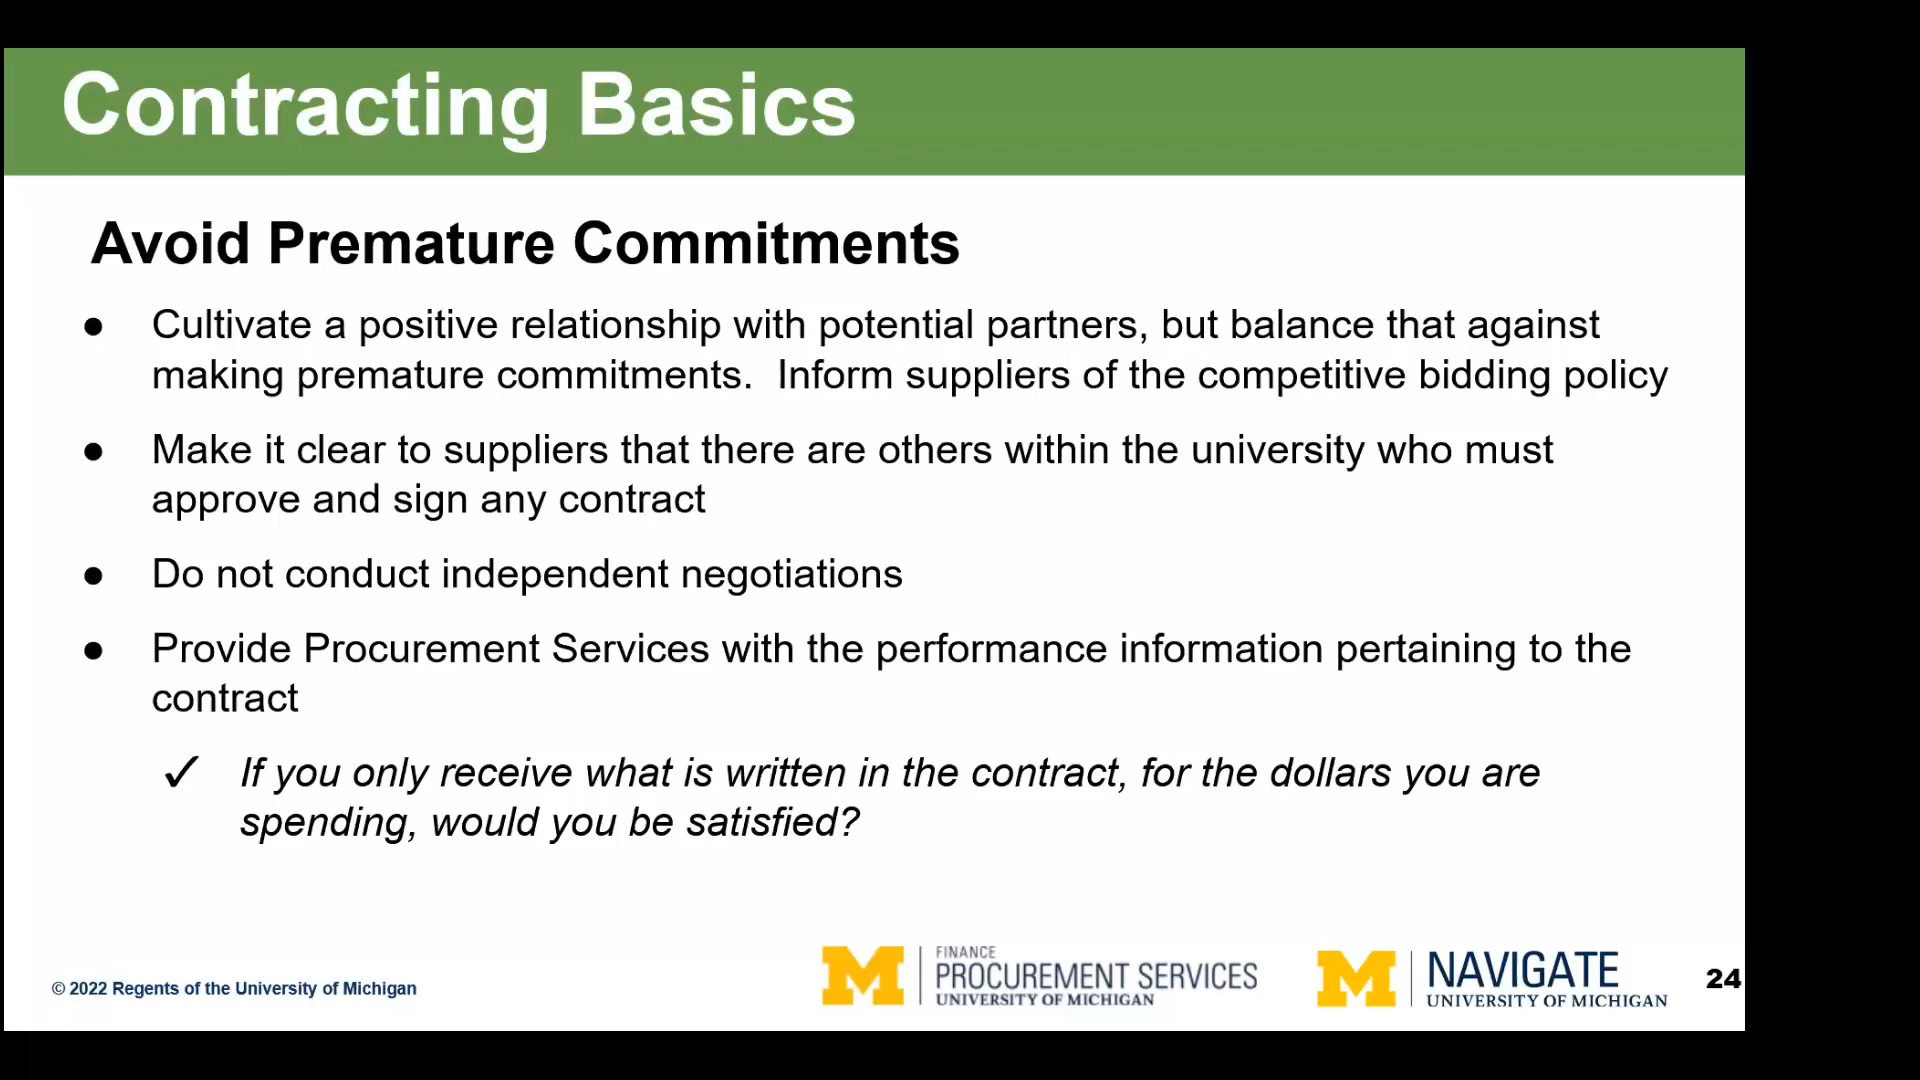 Contracting Basics
Avoid Premature Commitments
● Cultivate a positive relationship with potential partners, but balance that against
making premature commitments.  Inform suppliers of the competitive bidding policy
● Make it clear to suppliers that there are others within the university who must
approve and sign any contract
● Do not conduct independent negotiations
● Provide Procurement Services with the performance information pertaining to the
contract
✓ If you only receive what is written in the contract, for the dollars you are
spending, would you be satisfied?
© 2022 Regents of the University of Michigan
M
FINANCE
PROCUREMENT SERVICES
UNIVERSITY OF MICHIGAN
M
NAVIGATE
UNIVERSITY OF MICHIGAN
24